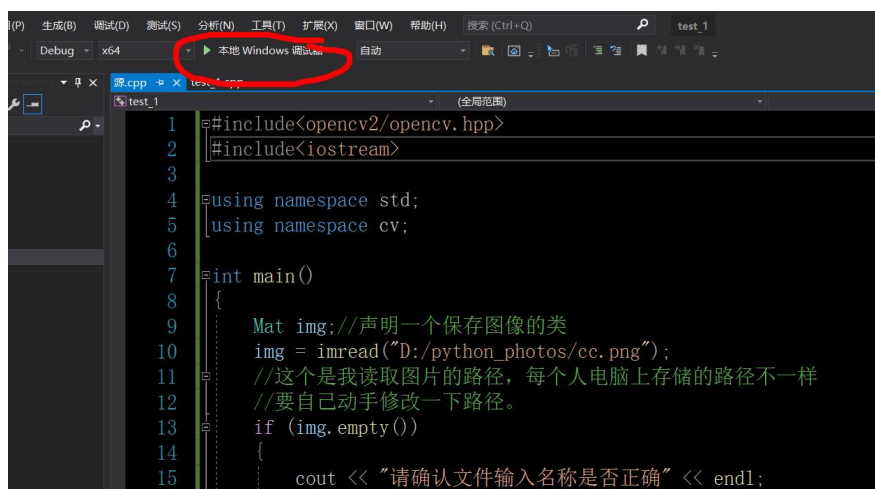 (P) 生成(B) 调试(D) 测试(S) 分析(N) 工具(T) 扩展(X) 窗口(W) 帮助(H) 搜索 (Ctrl+Q) test_1
Debug x64 本地 Windows 调试器 自动
源.cpp test_1.cpp
test_1 (全局范围)
1 #include<opencv2/opencv.hpp>
2 #include<iostream>
3
4 using namespace std;
5 using namespace cv;
6
7 int main()
8 {
9 Mat img;//声明一个保存图像的类
10 img = imread("D:/python_photos/cc.png");
11 //这个是我读取图片的路径，每个人电脑上存储的路径不一样
12 //要自己动手修改一下路径。
13 if (img.empty())
14 {
15 cout << "请确认文件输入名称是否正确" << endl;